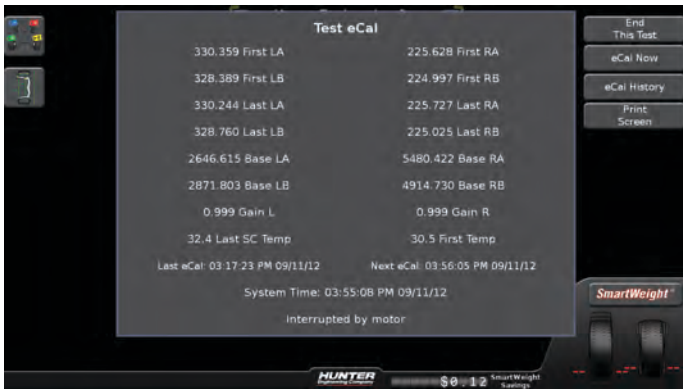 Test eCal
330.359 First LA
225.628 First RA
328.389 First LB
224.997 First RB
330.244 Last LA
225.727 Last RA
328.760 Last LB
225.025 Last RB
2646.615 Base LA
5480.422 Base RA
2871.803 Base LB
4914.730 Base RB
0.999 Gain L
0.999 Gain R
32.4 Last SC Temp
30.5 First Temp
Last eCal: 03:17:23 PM 09/11/12
Next eCal: 03:56:05 PM 09/11/12
System Time: 03:55:08 PM 09/11/12
interrupted by motor
End
This Test
eCal Now
eCal History
Print
Screen
SmartWeight
HUNTER
Engineering Company
$0.12
SmartWeight
Savings